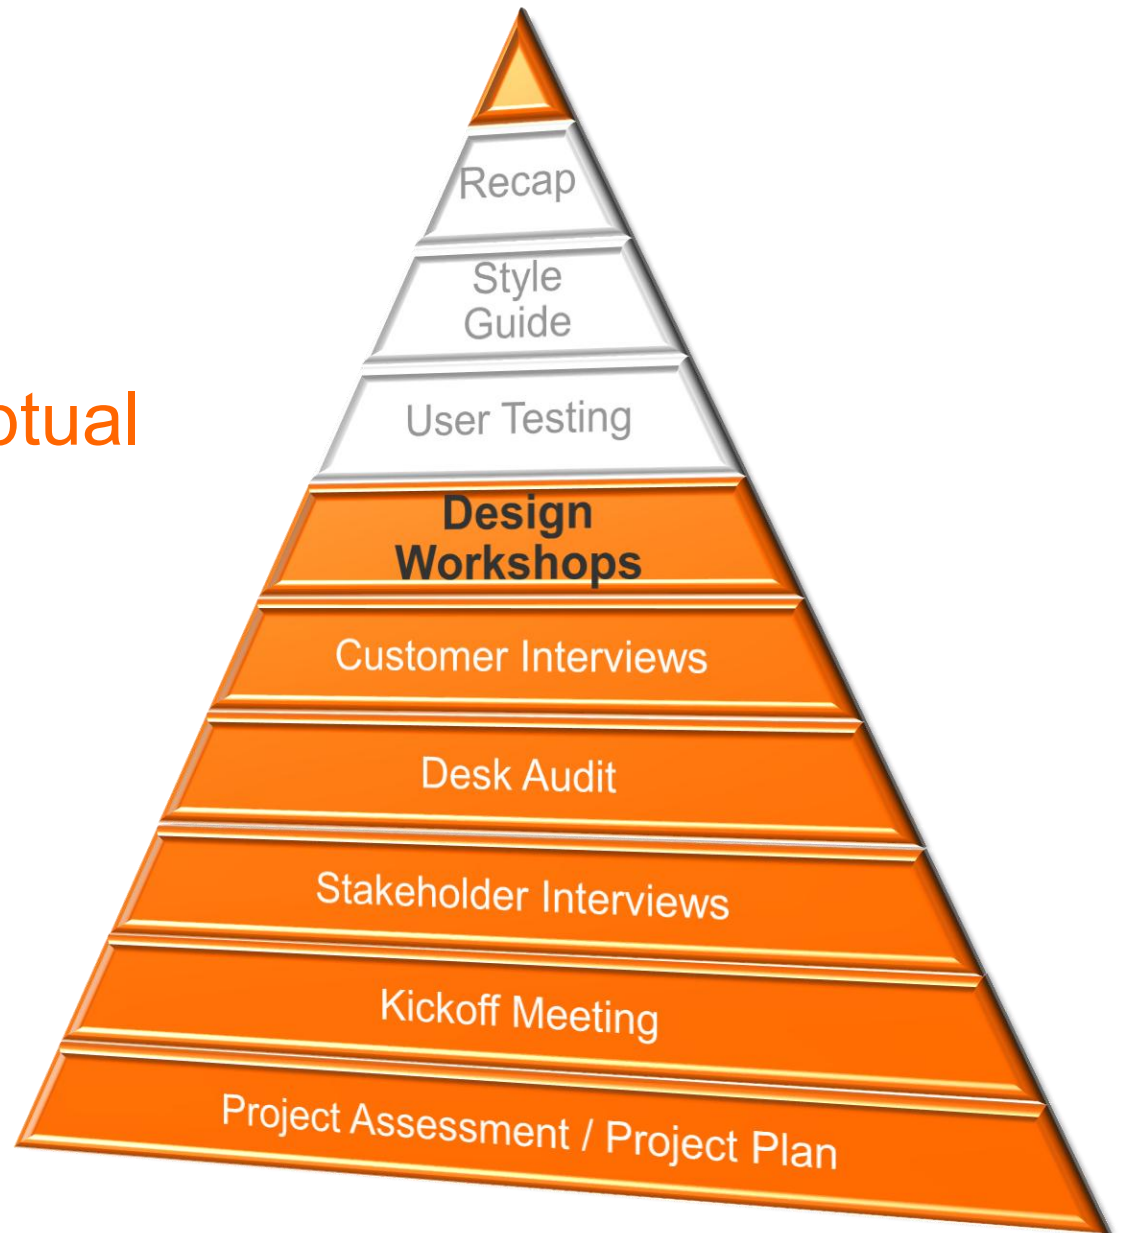 Recap
Style
Guide
ptual
User Testing
Design
Workshops
Customer Interviews
Desk Audit
Stakeholder Interviews
Kickoff Meeting
Project Assessment / Project Plan